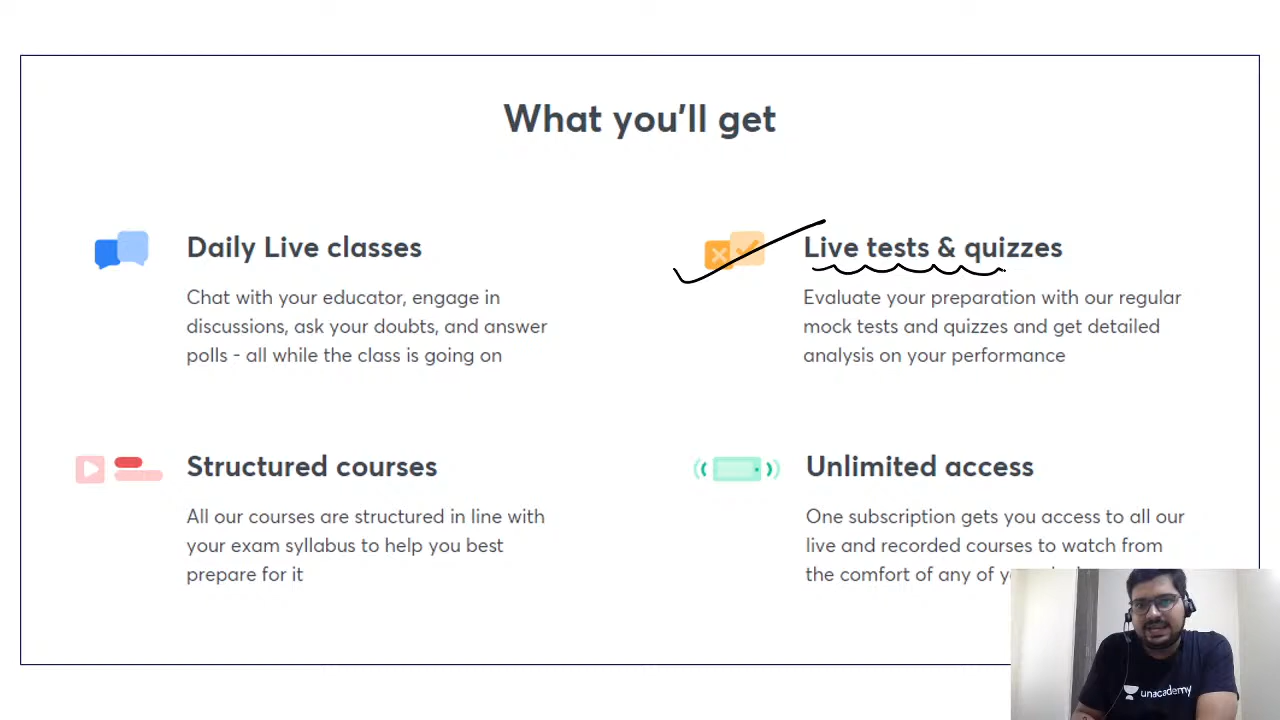 What you'll get
Daily Live classes
Chat with your educator, engage in
discussions, ask your doubts, and answer
polls - all while the class is going on
Live tests & quizzes
Evaluate your preparation with our regular
mock tests and quizzes and get detailed
analysis on your performance
Structured courses
All our courses are structured in line with
your exam syllabus to help you best
prepare for it
Unlimited access
One subscription gets you access to all our
live and recorded courses to watch from
the comfort of any of
unacademy